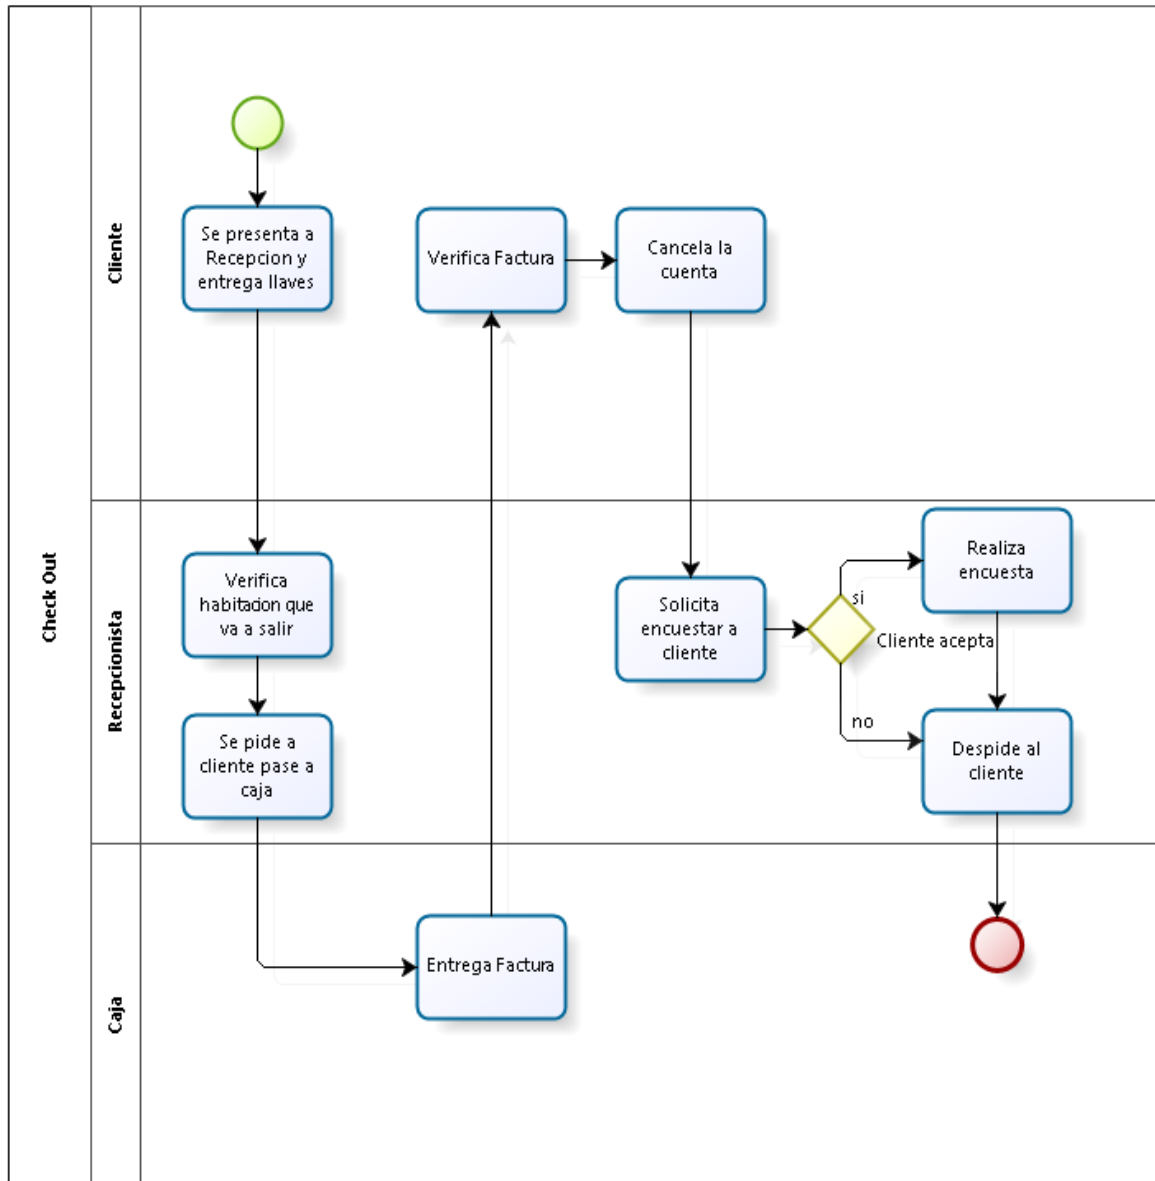 Check Out
Cliente
Se presenta a
Recepcion y
entrega llaves
Verifica Factura
Cancela la
cuenta
Recepcionista
Verifica
habitacion que
va a salir
Se pide a
cliente pase a
caja
Solicita
encuestar a
cliente
si
Cliente acepta
no
Realiza
encuesta
Despide al
cliente
Caja
Entrega Factura